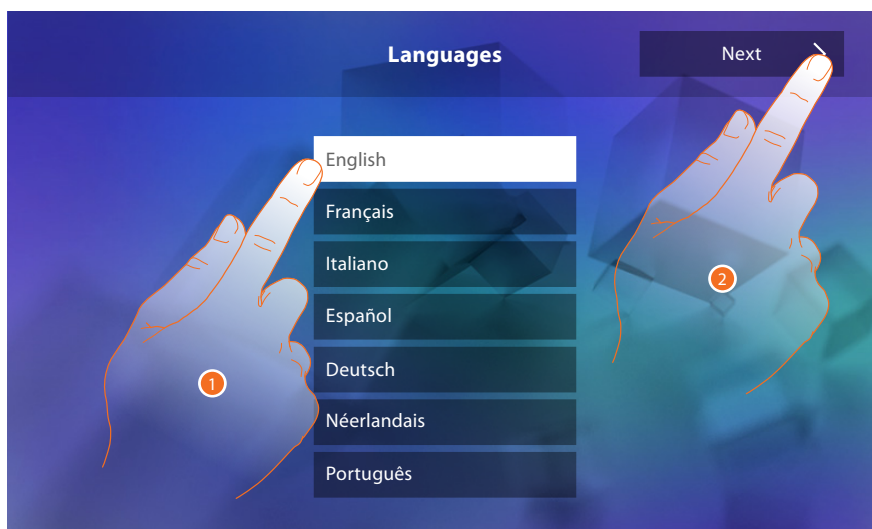 Languages
Next
English
Français
Italiano
Español
Deutsch
Néerlandais
Português
1
2